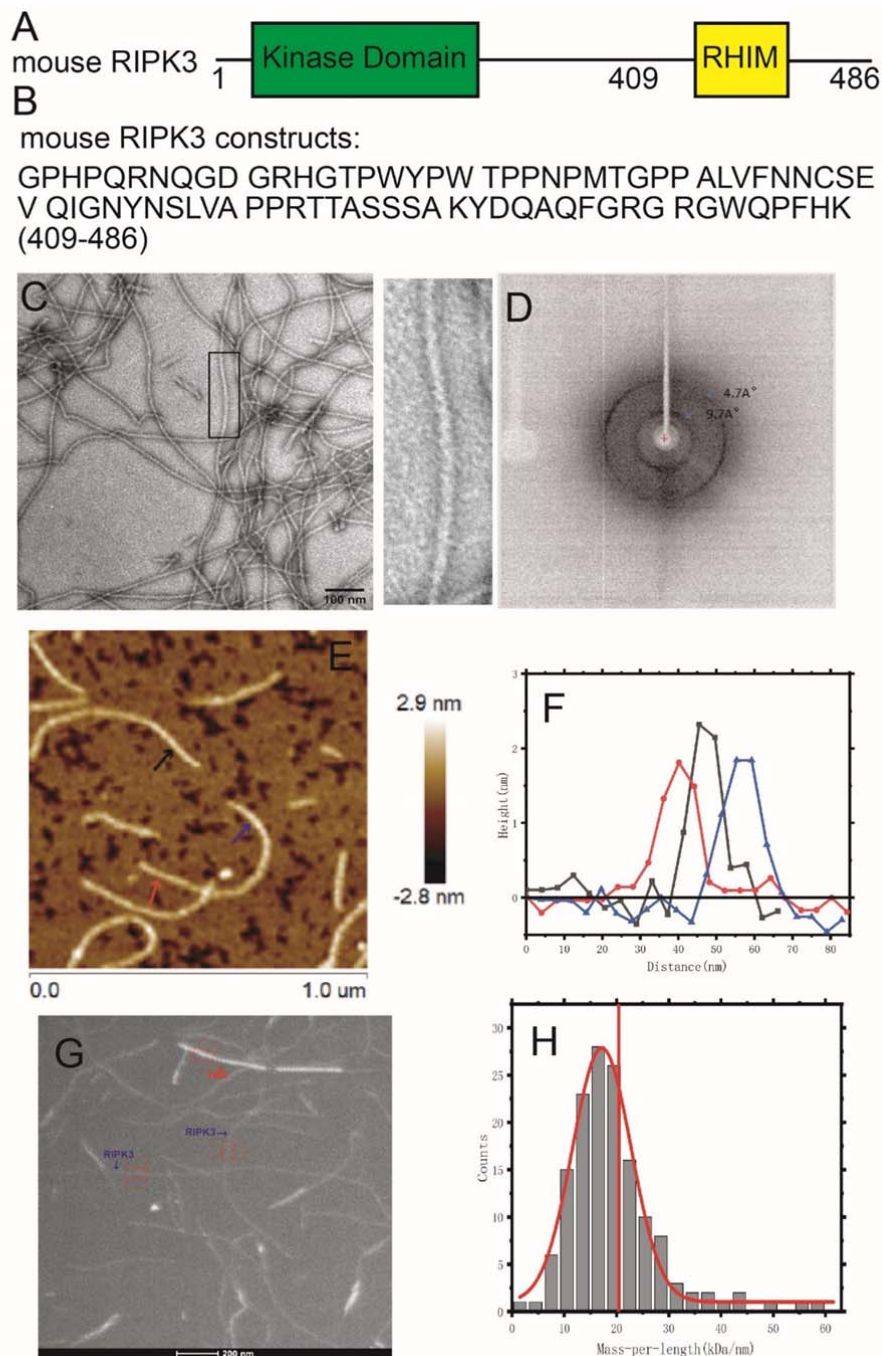 A
mouse RIPK3
Kinase Domain
RHIM
1
409
486
B
mouse RIPK3 constructs:
GPHPQRNQGD GRHGTPWYPW TPPNPMTGPP ALVFNNCSE
V QIGNYNSLVA PPRTTASSSA KYDQAQFGRG RGWQPFHK
(409-486)
C
100 nm
D
4.7A°
9.7A°
E
2.9 nm
-2.8 nm
0.0
1.0 um
F
Height(nm)
3
2
1
0
0 10 20 30 40 50 60 70 80
Distance(nm)
G
RIPK3
RIPK3
200 nm
H
Counts
30
25
20
15
10
5
0
0 10 20 30 40 50 60
Mass-per-length(kDa/nm)